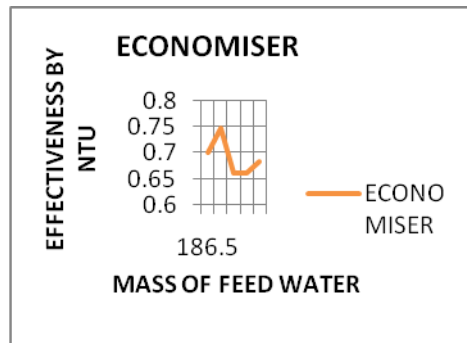 ECONOMISER
EFFECTIVENESS BY
NTU
0.8
0.75
0.7
0.65
0.6
186.5
MASS OF FEED WATER
ECONO
MISER